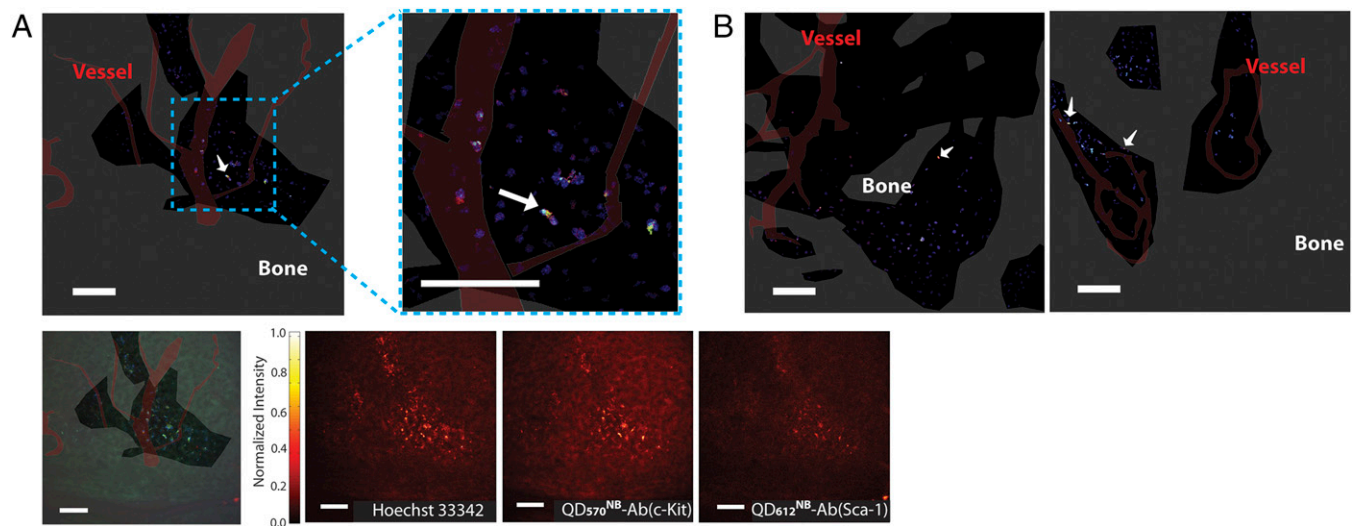 A
B
Vessel
Bone
Vessel
Bone
Vessel
Bone
Normalized Intensity
1.0
0.8
0.6
0.4
0.2
0.0
Hoechst 33342
QD570NB-Ab(c-Kit)
QD612NB-Ab(Sca-1)